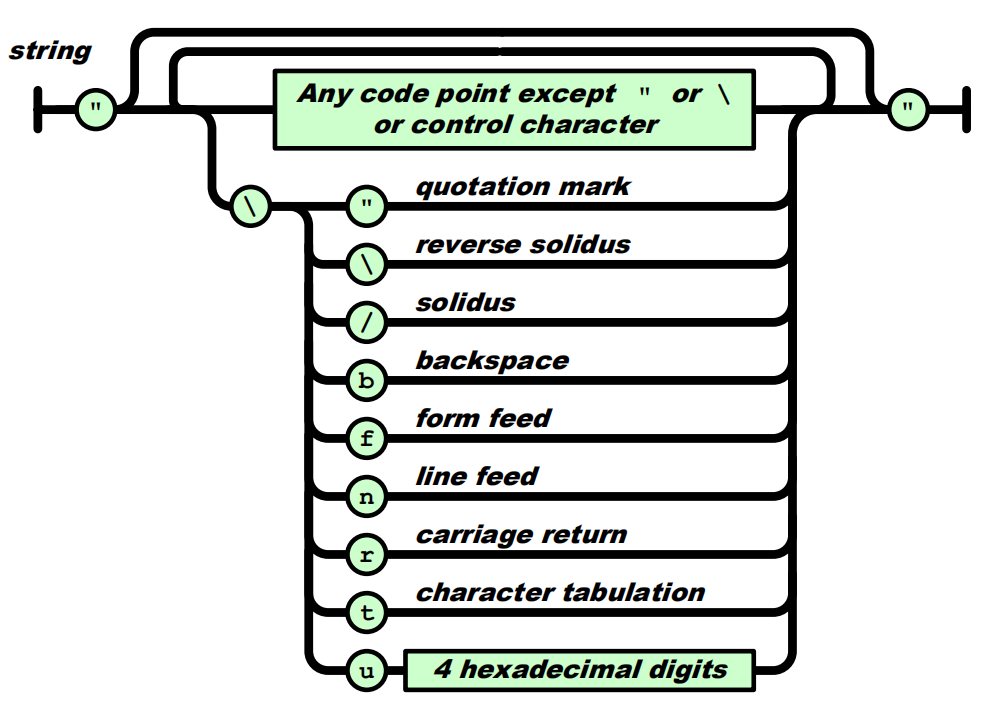 string
"
Any code point except " or \
or control character
"
\
" quotation mark
\ reverse solidus
/ solidus
b backspace
f form feed
n line feed
r carriage return
t character tabulation
u 4 hexadecimal digits